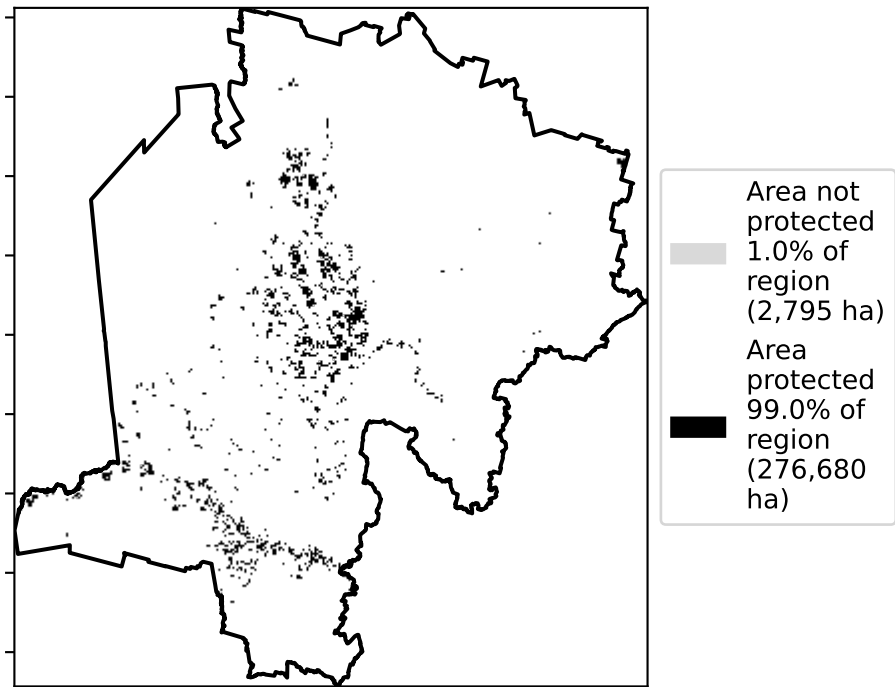 Area not
protected
1.0% of
region
(2,795 ha)
Area
protected
99.0% of
region
(276,680
ha)